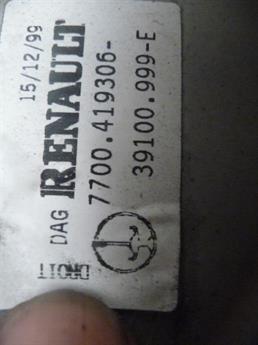 15/12/99
DAG RENAULT
7700.419306-
39100.999-E
DROIT